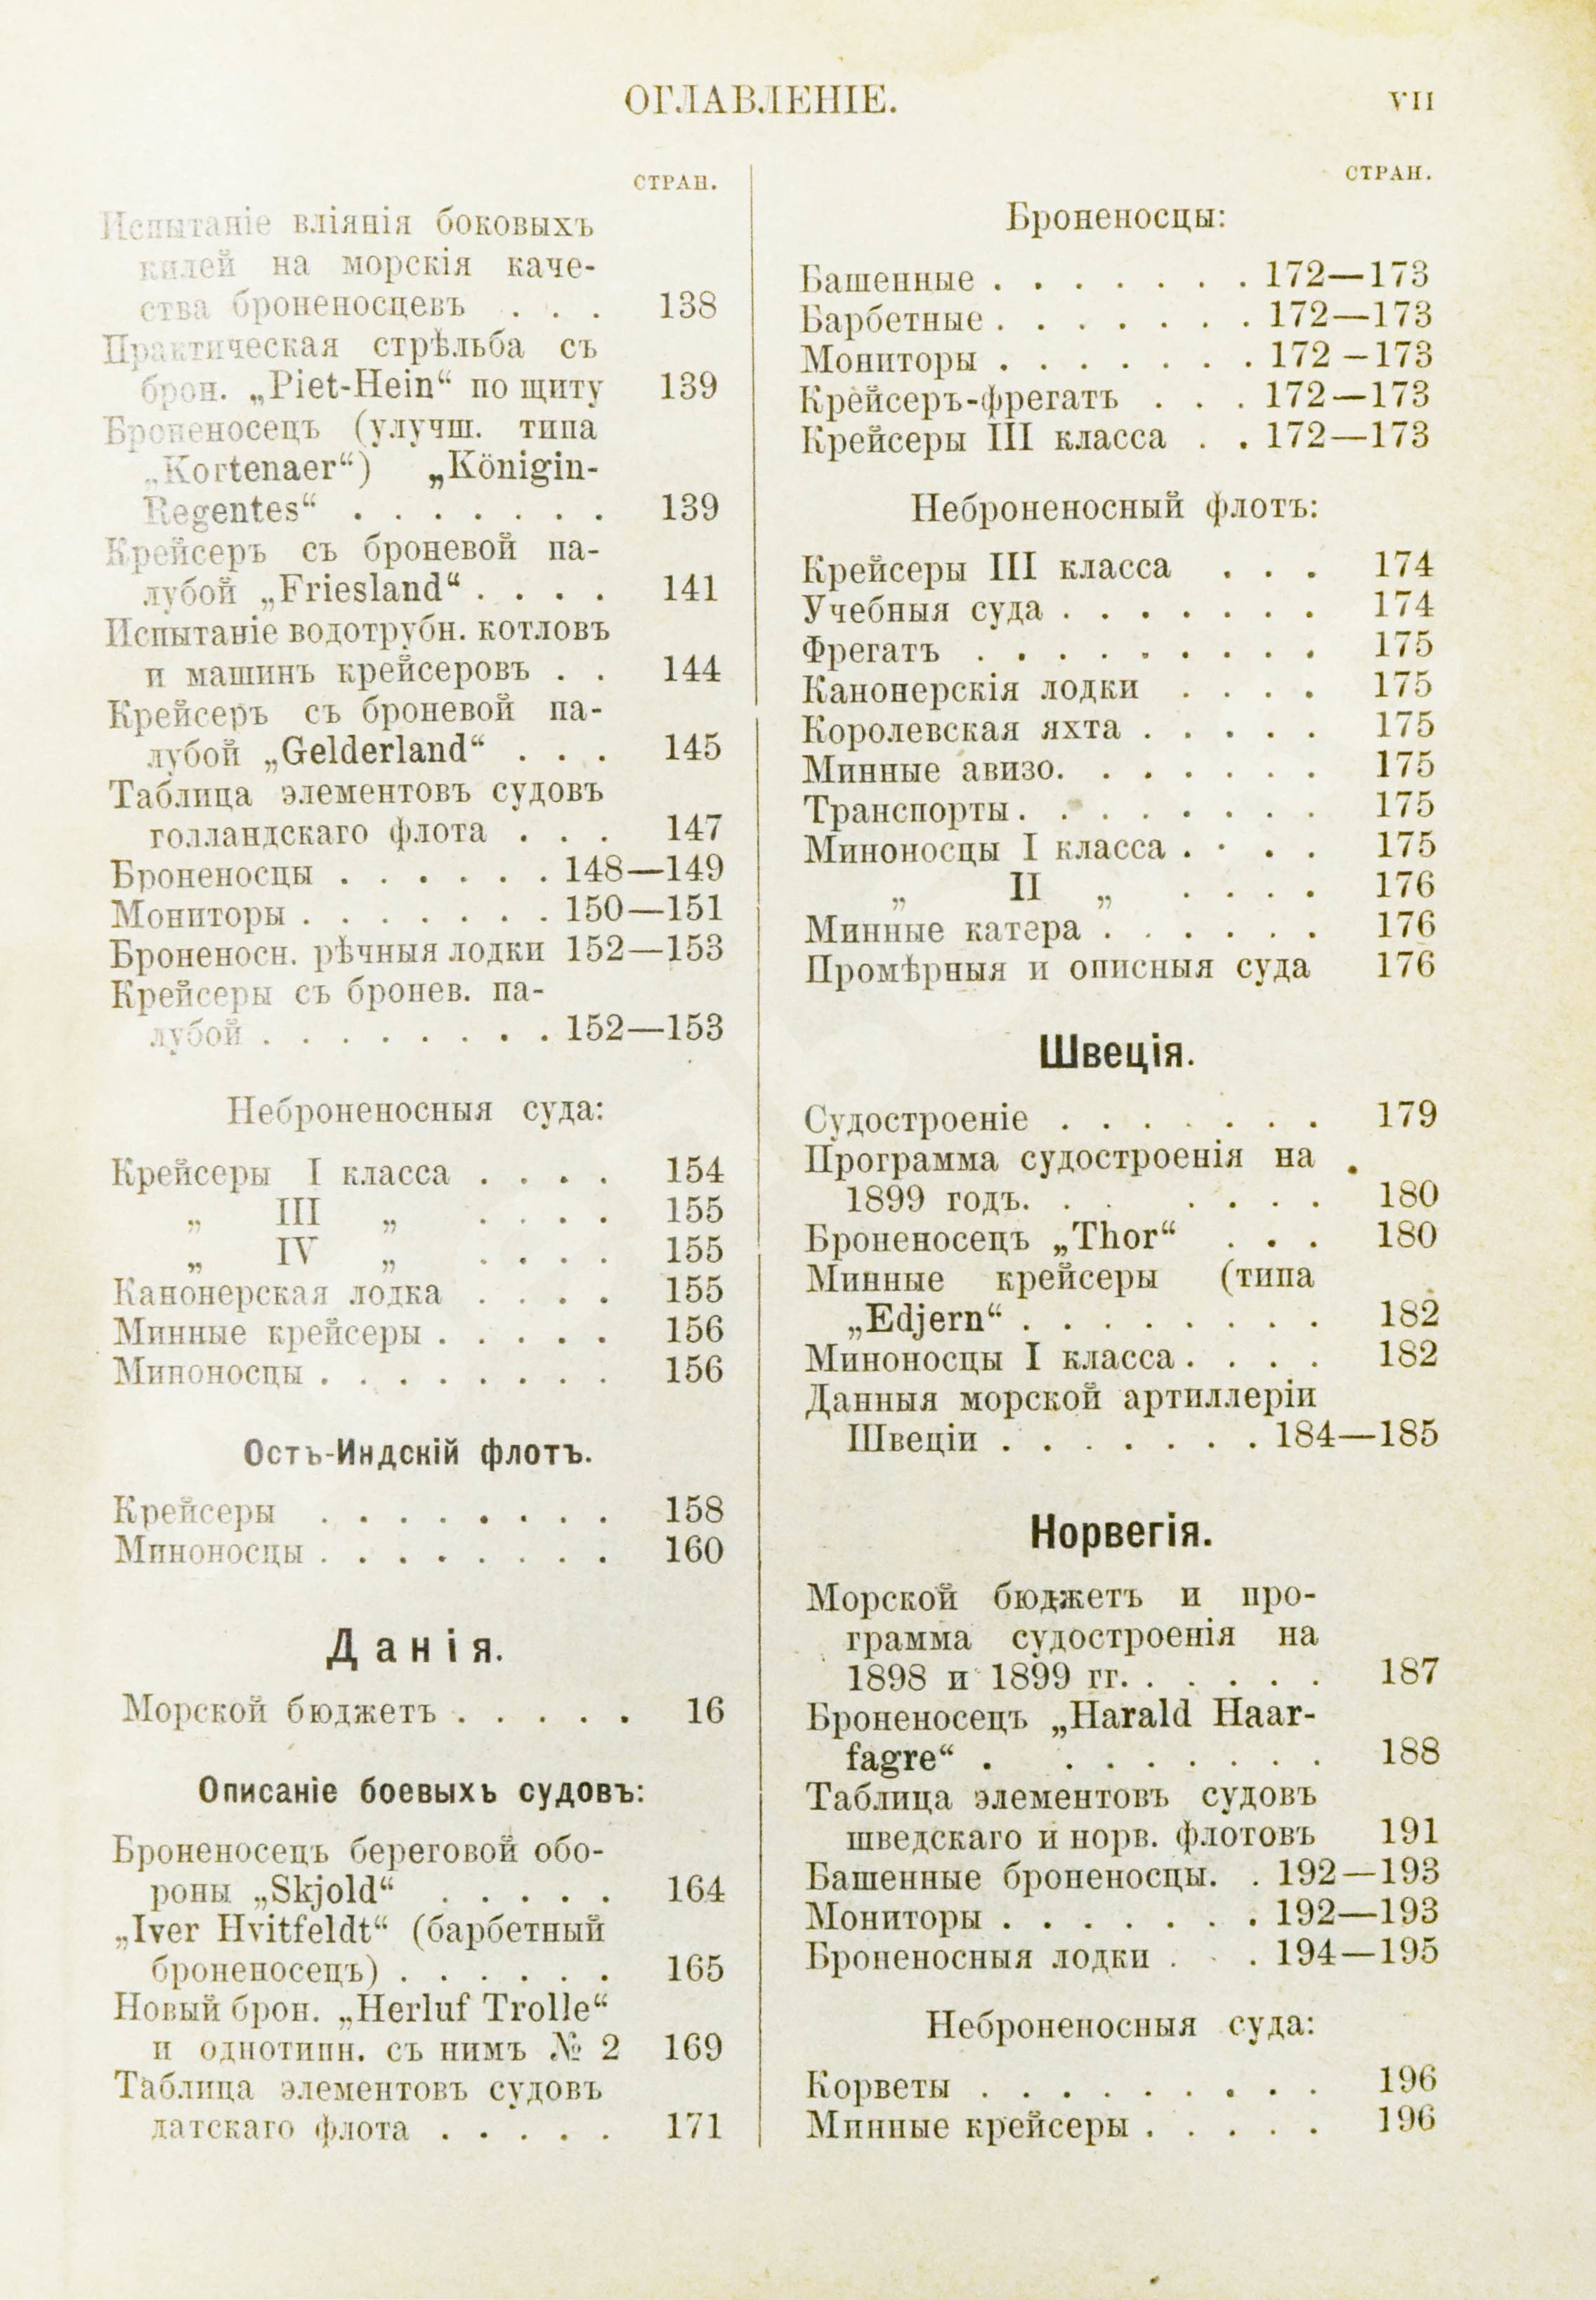 ОГЛАВЛЕНІЕ.
VII
СТРАН.
Испытаніе вліянія боковыхъ
килей на морскія каче-
ства броненосцевъ . . . 138
Практическая стрѣльба съ
брон. „Piet-Hein“ по щиту 139
Броненосецъ (улучш. типа
„Kortenaer“) „Königin-
Regentes“ . . . . . . . 139
Крейсеръ съ броневой па-
лубой „Friesland“ . . . . 141
Испытаніе водотрубн. котловъ
и машинъ крейсеровъ . . 144
Крейсеръ съ броневой па-
лубой „Gelderland“ . . . 145
Таблица элементовъ судовъ
голландскаго флота . . . 147
Броненосцы . . . . . . 148—149
Мониторы . . . . . . . 150—151
Броненосн. рѣчныя лодки 152—153
Крейсеры съ бронев. па-
лубой . . . . . . . . 152—153
Неброненосныя суда:
Крейсеры I класса . . . . 154
„ III „ . . . . 155
„ IV „ . . . . 155
Канонерская лодка . . . . 155
Минные крейсеры . . . . . 156
Миноносцы . . . . . . . . 156
Остъ-Индскій флотъ.
Крейсеры . . . . . . . . 158
Миноносцы . . . . . . . . 160
Данія.
Морской бюджетъ . . . . . 16
Описаніе боевыхъ судовъ:
Броненосецъ береговой обо-
роны „Skjold“ . . . . . 164
„Iver Hvitfeldt“ (барбетный
броненосецъ) . . . . . . 165
Новый брон. „Herluf Trolle“
и однотипн. съ нимъ № 2 169
Таблица элементовъ судовъ
датскаго флота . . . . . 171
СТРАН.
Броненосцы:
Башенные . . . . . . . 172—173
Барбетные . . . . . . . 172—173
Мониторы . . . . . . . 172–173
Крейсеръ-фрегатъ . . . 172—173
Крейсеры III класса . . 172—173
Неброненосный флотъ:
Крейсеры III класса . . . 174
Учебныя суда . . . . . . . 174
Фрегатъ . . . . . . . . . 175
Канонерскія лодки . . . . 175
Королевская яхта . . . . . 175
Минные авизо. . . . . . . 175
Транспорты . . . . . . . . 175
Миноносцы I класса . . . . 175
„ II „ . . . . 176
Минные катера . . . . . . 176
Промѣрныя и описныя суда 176
Швеція.
Судостроеніе . . . . . . . 179
Программа судостроенія на
1899 годъ. . . . . . . 180
Броненосецъ „Thor“ . . . 180
Минные крейсеры (типа
„Edjern“ . . . . . . . . 182
Миноносцы I класса . . . . 182
Данныя морской артиллеріи
Швеціи . . . . . . . 184—185
Норвегія.
Морской бюджетъ и про-
грамма судостроенія на
1898 и 1899 гг. . . . . . 187
Броненосецъ „Harald Haar-
fagre“ . . . . . . . . 188
Таблица элементовъ судовъ
шведскаго и норв. флотовъ 191
Башенные броненосцы. . 192—193
Мониторы . . . . . . . 192—193
Броненосныя лодки . . . 194—195
Неброненосныя суда:
Корветы . . . . . . . . . 196
Минные крейсеры . . . . . 196